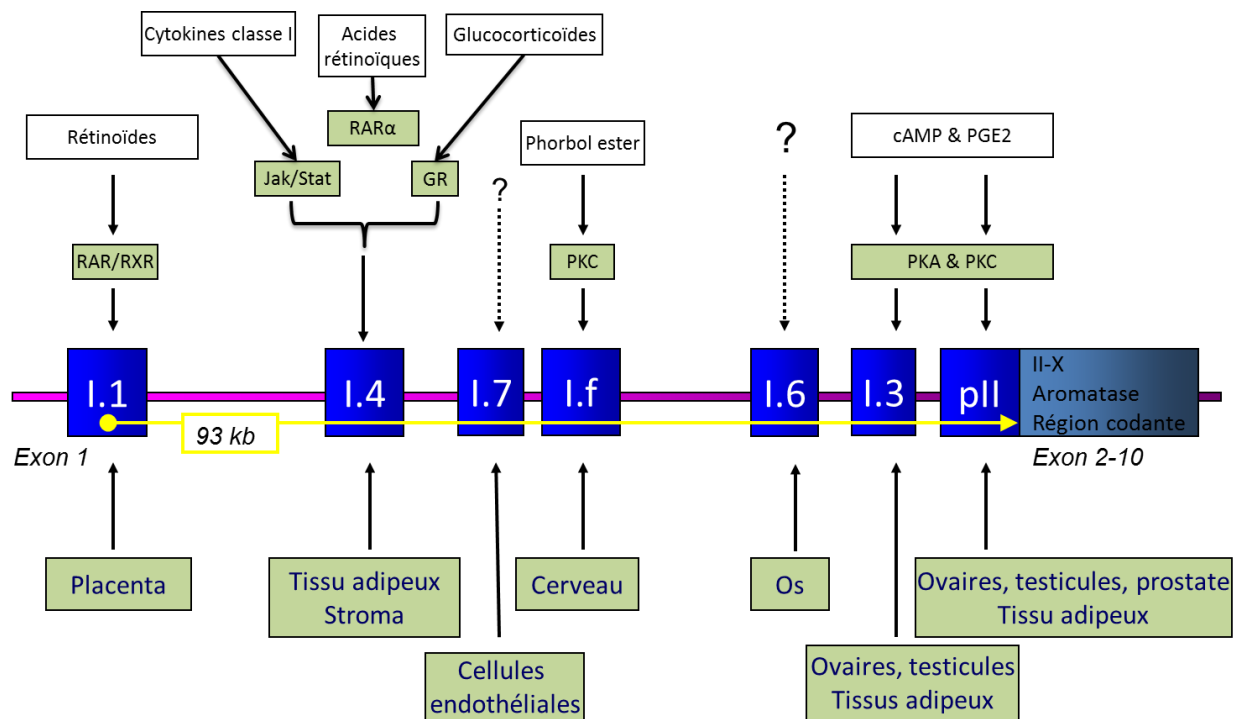 Cytokines classe I
Acides
rétinoïques
Glucocorticoïdes
Rétinoïdes
RARα
Phorbol ester
?
cAMP & PGE2
Jak/Stat
GR
?
RAR/RXR
PKC
PKA & PKC
I.1
I.4
I.7
I.f
I.6
I.3
pII
II-X
Aromatase
Région codante
93 kb
Exon 1
Exon 2-10
Placenta
Tissu adipeux
Stroma
Cerveau
Os
Ovaires, testicules, prostate
Tissu adipeux
Cellules
endothéliales
Ovaires, testicules
Tissus adipeux